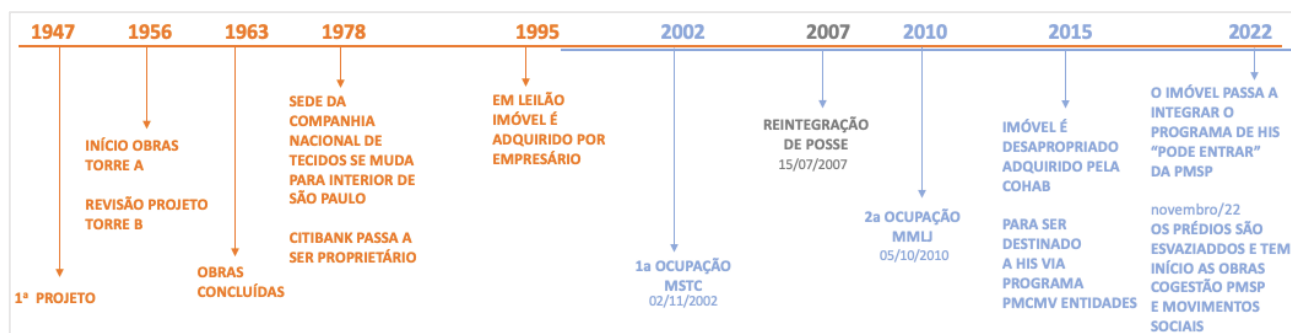 1947
1956
1963
1978
1995
2002
2007
2010
2015
2022
1ª PROJETO
INÍCIO OBRAS
TORRE A
REVISÃO PROJETO
TORRE B
OBRAS
CONCLUÍDAS
SEDE DA
COMPANHIA
NACIONAL DE
TECIDOS SE MUDA
PARA INTERIOR DE
SÃO PAULO
CITIBANK PASSA A
SER PROPRIETÁRIO
EM LEILÃO
IMÓVEL É
ADQUIRIDO POR
EMPRESÁRIO
1a OCUPAÇÃO
MSTC
02/11/2002
REINTEGRAÇÃO
DE POSSE
15/07/2007
2a OCUPAÇÃO
MMLJ
05/10/2010
IMÓVEL É
DESAPROPRIADO
ADQUIRIDO PELA
COHAB
PARA SER
DESTINADO
A HIS VIA
PROGRAMA
PMCMV ENTIDADES
O IMÓVEL PASSA A
INTEGRAR O
PROGRAMA DE HIS
“PODE ENTRAR”
DA PMSP
novembro/22
OS PRÉDIOS SÃO
ESVAZIADDOS E TEM
INÍCIO AS OBRAS
COGESTÃO PMSP
E MOVIMENTOS
SOCIAIS